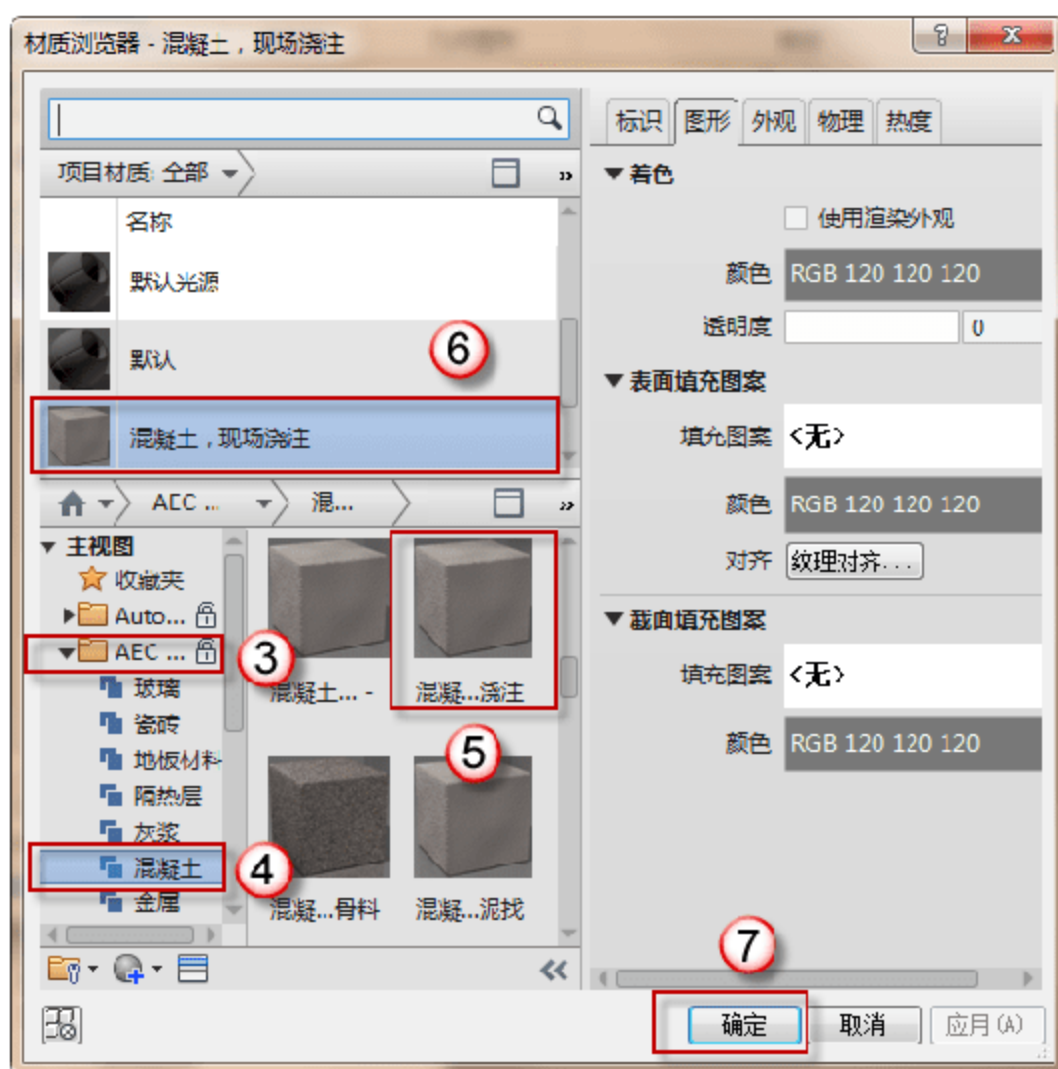 材质浏览器 - 混凝土，现场浇注
项目材质: 全部
»
名称
默认光源
默认
6
混凝土，现场浇注
AEC ...
混...
»
主视图
收藏夹
Auto...
AEC ...
3
玻璃
瓷砖
地板材料
隔热层
灰浆
混凝土
4
金属
混凝土... -
混凝...浇注
5
混凝...骨料
混凝...泥找
标识
图形
外观
物理
热度
着色
使用渲染外观
颜色 RGB 120 120 120
透明度 0
表面填充图案
填充图案 <无>
颜色 RGB 120 120 120
对齐 纹理对齐...
截面填充图案
填充图案 <无>
颜色 RGB 120 120 120
7
确定
取消
应用(A)